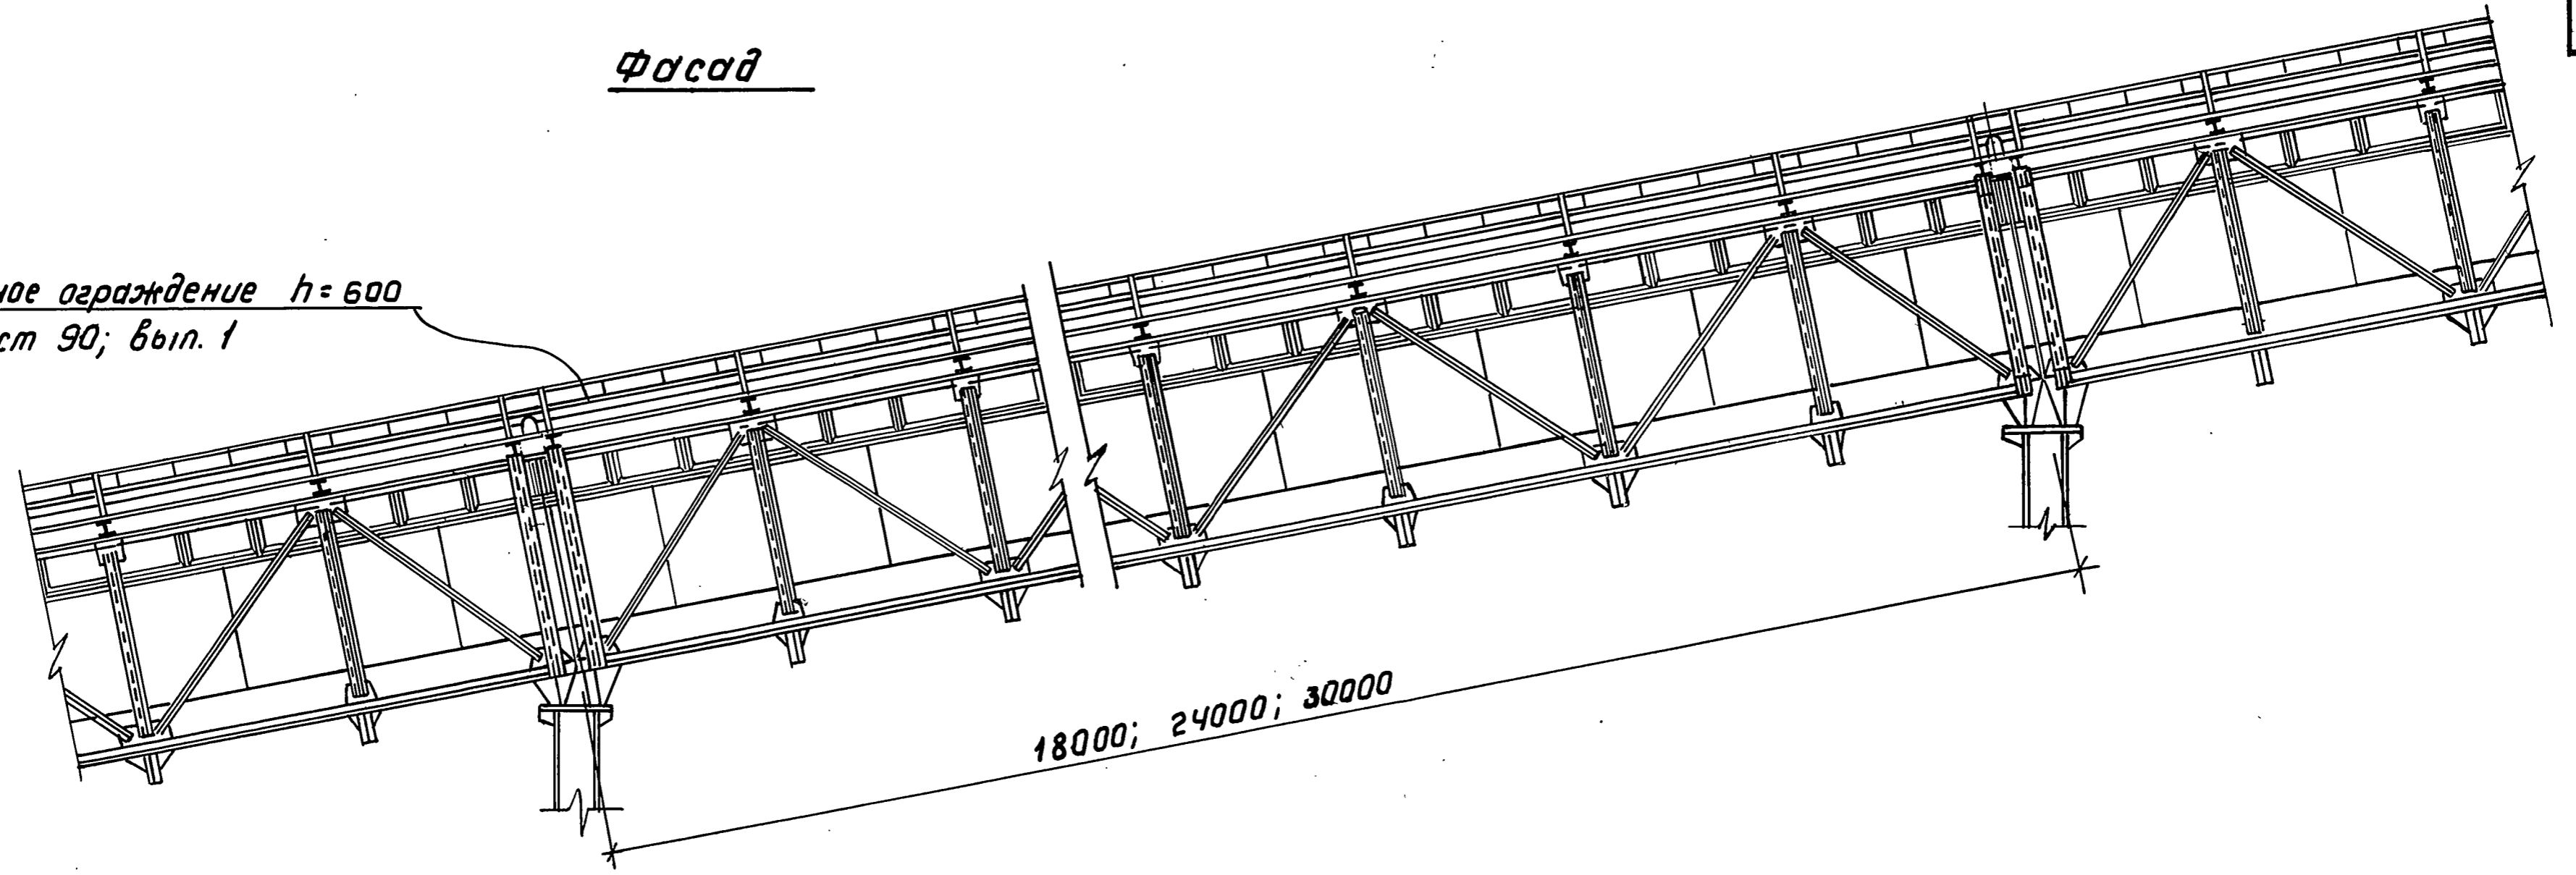 Фасад
ное ограждение h = 600
ст 90; вып. 1
18000; 24000; 30000